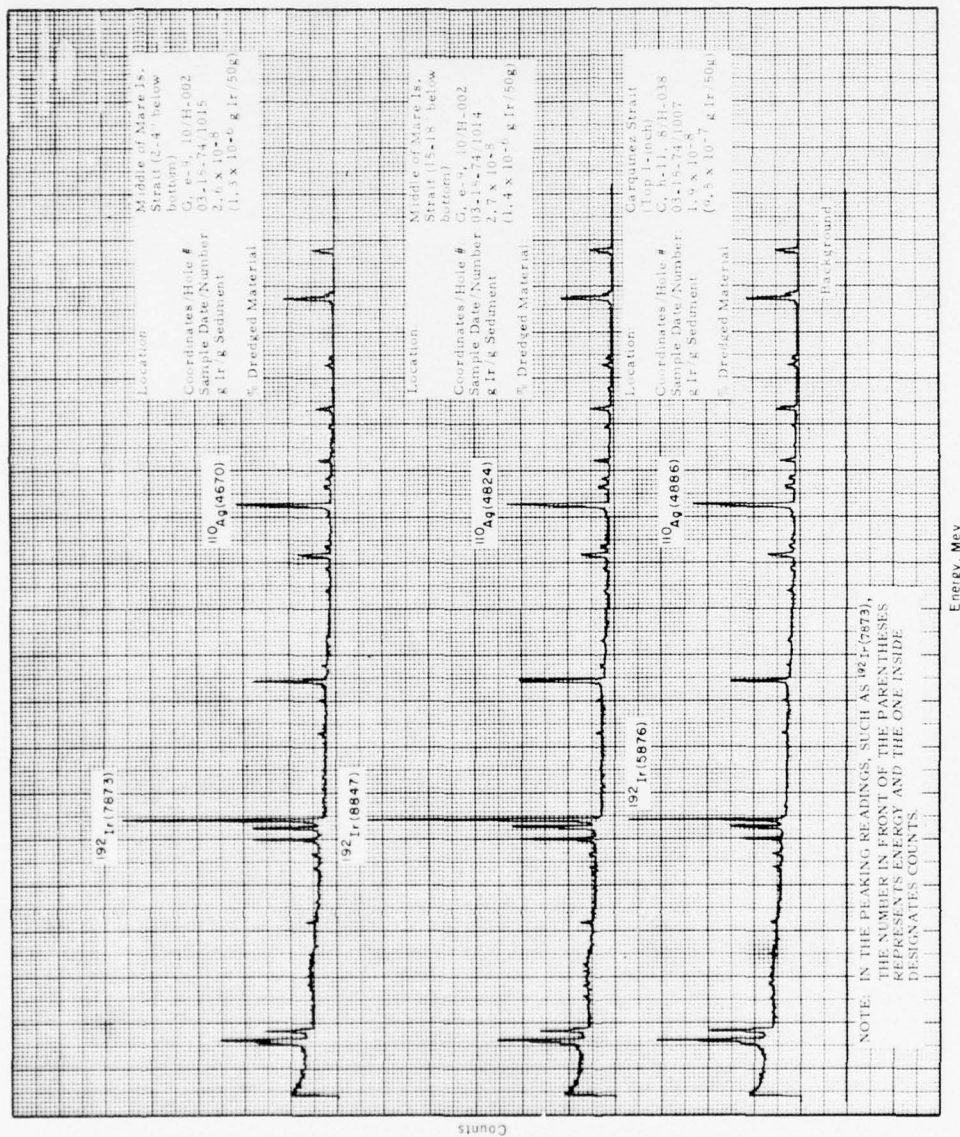 Location Middle of Mare Is.
Strait (2-4" below
bottom)
Coordinates/Hole # G, e-9, 10/H-002
Sample Date/Number 03-15-74/1015
g Ir/g Sediment 2.6 x 10-8
(1.3 x 10-6 g Ir/50g)
% Dredged Material
192Ir(7873)
110Ag(4670)
Location Middle of Mare Is.
Strait (15-18" below
bottom)
Coordinates/Hole # G, e-9, 10/H-002
Sample Date/Number 03-15-74/1014
g Ir/g Sediment 2.7 x 10-8
(1.4 x 10-6 g Ir/50g)
% Dredged Material
192Ir(8847)
110Ag(4824)
Location Carquinez Strait
(Top 1-inch)
Coordinates/Hole # C, h-11, 8/H-038
Sample Date/Number 03-15-74/1007
g Ir/g Sediment 1.9 x 10-8
(9.5 x 10-7 g Ir/50g)
% Dredged Material
192Ir(5876)
110Ag(4886)
Background
NOTE: IN THE PEAKING READINGS, SUCH AS 192Ir(7873),
THE NUMBER IN FRONT OF THE PARENTHESES
REPRESENTS ENERGY AND THE ONE INSIDE
DESIGNATES COUNTS.
Counts
Energy, Mev